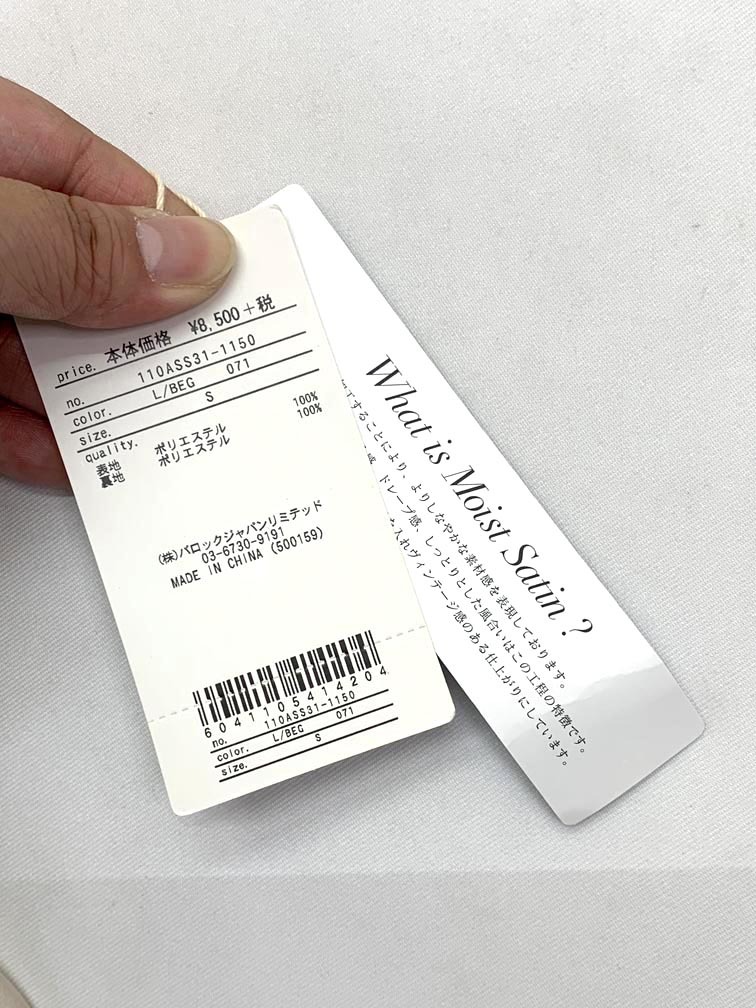 price. 本体価格 ¥8,500+税
no. 110ASS31-1150
color. L/BEG 071
size. S
quality.
表地 ポリエステル 100%
裏地 ポリエステル 100%
(株)バロックジャパンリミテッド
03-6730-9191
MADE IN CHINA (500159)
6041105414204
no. 110ASS31-1150
color. L/BEG 071
size. S
What is Moist Satin ?
することにより、よりしなやかな素材感を表現しております。
ドレープ感、しっとりとした風合いはこの工程の特徴です。
入れヴィンテージ感のある仕上がりにしています。